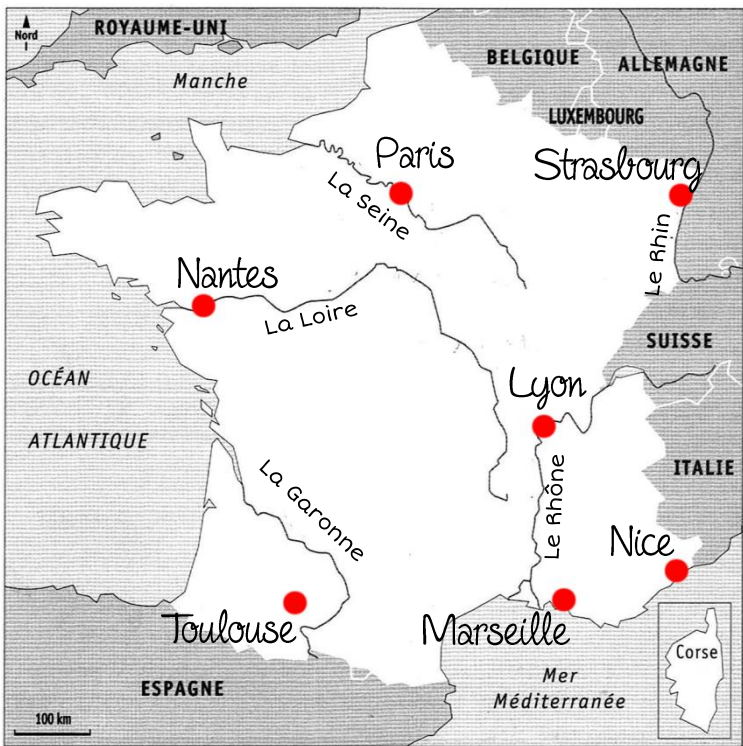 Nord
ROYAUME-UNI
Manche
BELGIQUE
ALLEMAGNE
LUXEMBOURG
Paris
Strasbourg
La Seine
Le Rhin
Nantes
La Loire
SUISSE
OCÉAN
ATLANTIQUE
Lyon
ITALIE
La Garonne
Le Rhône
Nice
Toulouse
Marseille
Corse
ESPAGNE
Mer
Méditerranée
100 km